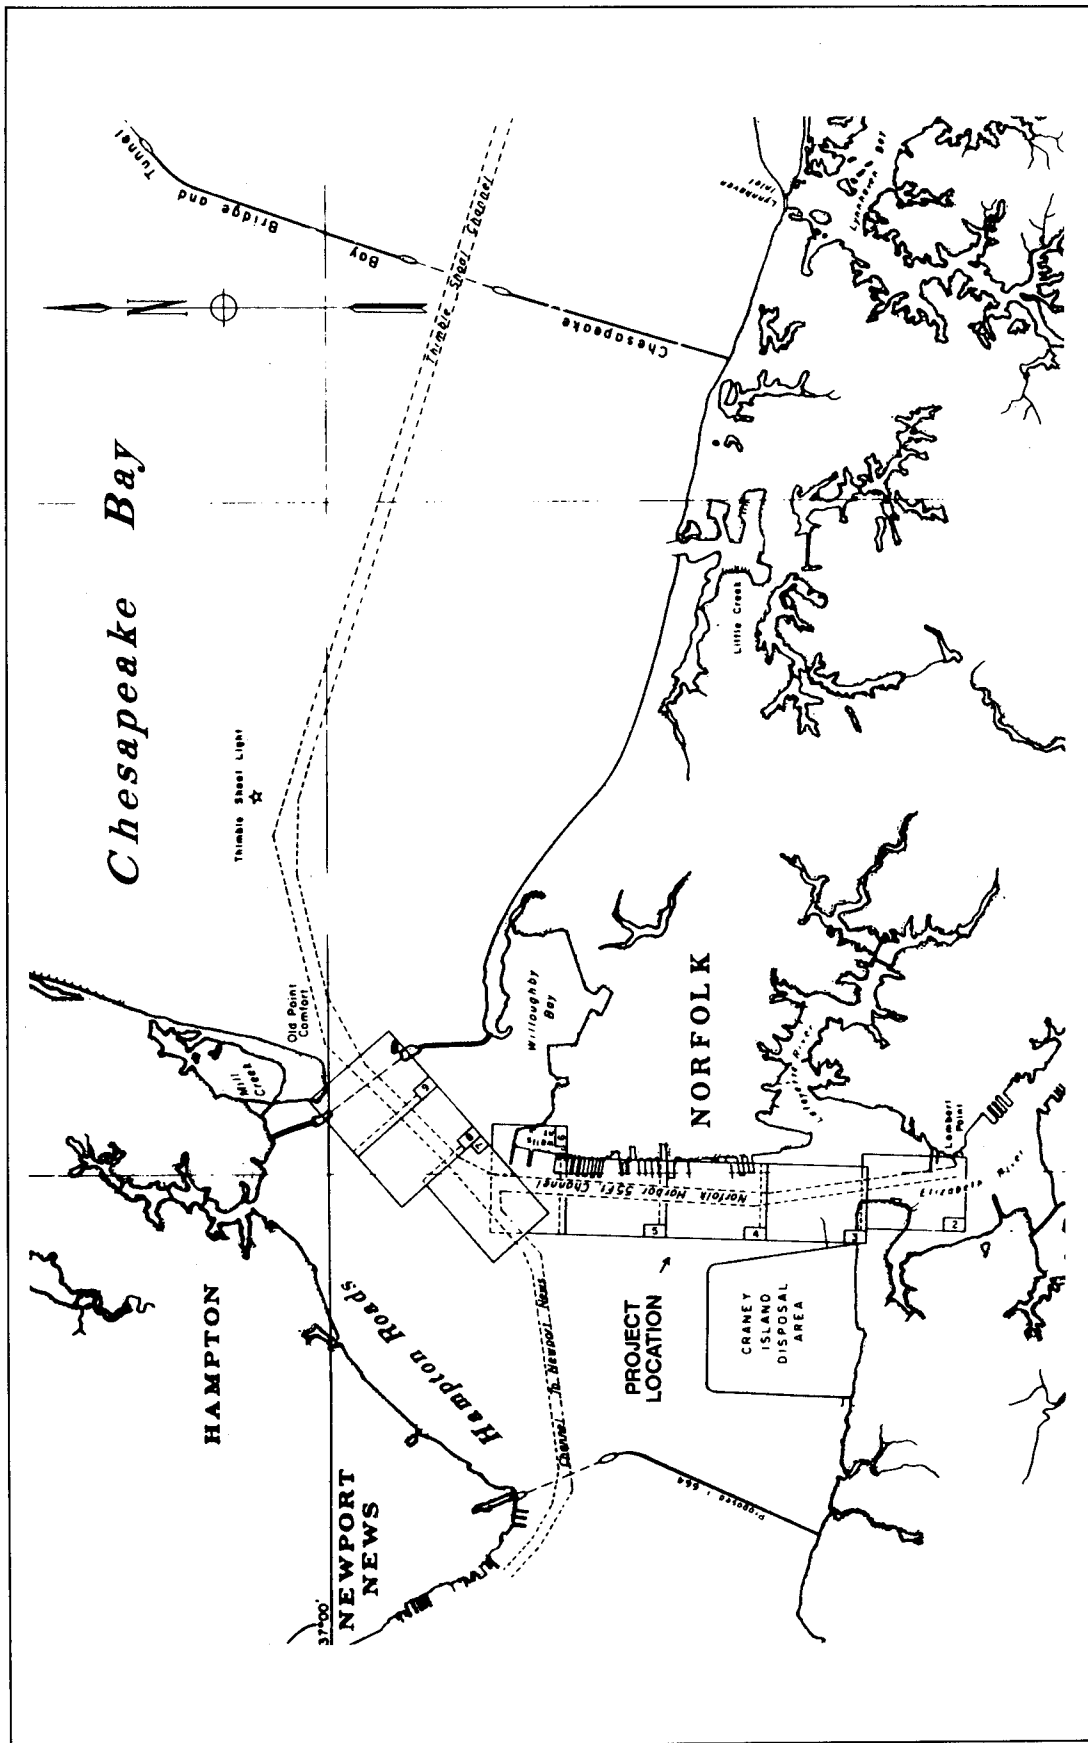 Chesapeake Bay
Tunnel
Bridge and
Bay
Chesapeake
N
Thimble Shoal Channel
Lynnhaven
Inlet
Lynnhaven Bay
Thimble Shoal Light
Little Creek
Old Point
Comfort
Mill
Creek
Willoughby
Bay
NORFOLK
Lafayette River
Lambert
Point
Elizabeth River
HAMPTON
Hampton Roads
Norfolk Harbor 55 Ft Channel
9
8
7
6
5
4
3
2
PROJECT
LOCATION
CRANEY
ISLAND
DISPOSAL
AREA
Channel To Newport News
Proposed I-664
NEWPORT
NEWS
37°00'